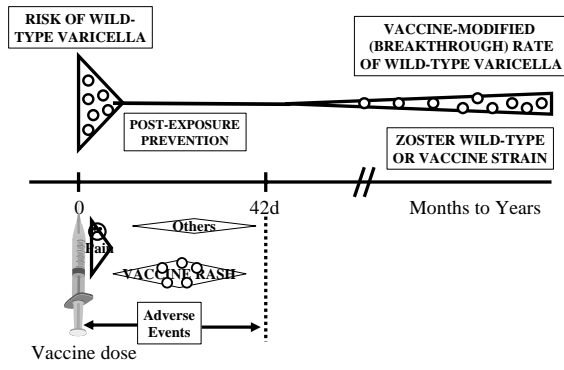 RISK OF WILD-
TYPE VARICELLA
VACCINE-MODIFIED
(BREAKTHROUGH) RATE
OF WILD-TYPE VARICELLA
POST-EXPOSURE
PREVENTION
ZOSTER WILD-TYPE
OR VACCINE STRAIN
0
42d
Months to Years
Others
Pain
VACCINE RASH
Adverse
Events
Vaccine dose